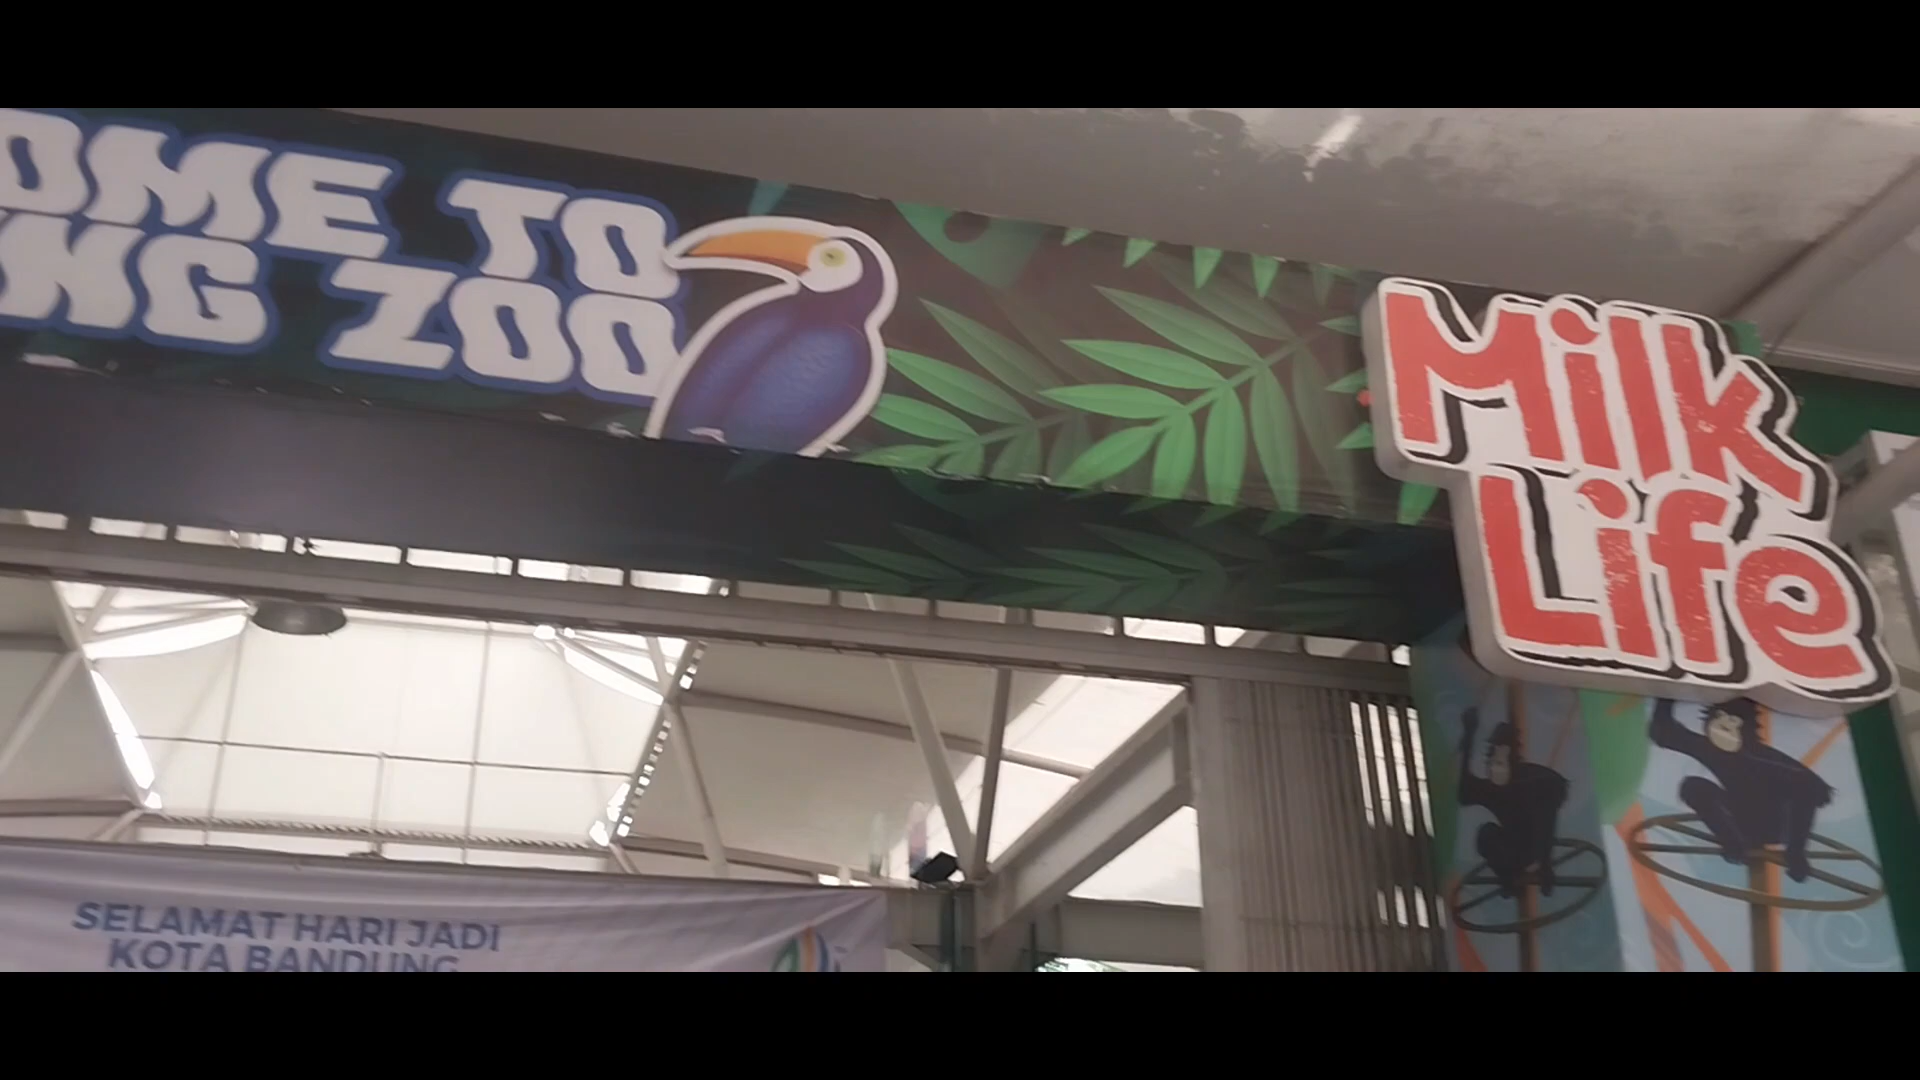 OME TO
NG ZOO
Milk
Life
SELAMAT HARI JADI
KOTA BANDUNG